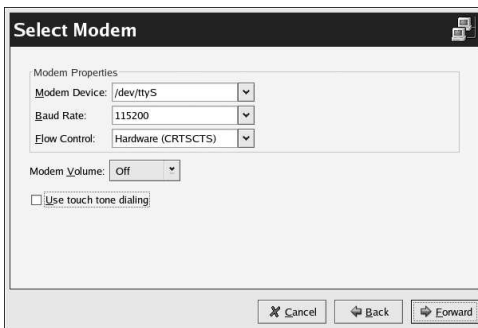 Select Modem
Modem Properties
Modem Device: /dev/ttyS
Baud Rate: 115200
Flow Control: Hardware (CRTSCTS)
Modem Volume: Off
Use touch tone dialing
Cancel Back Forward